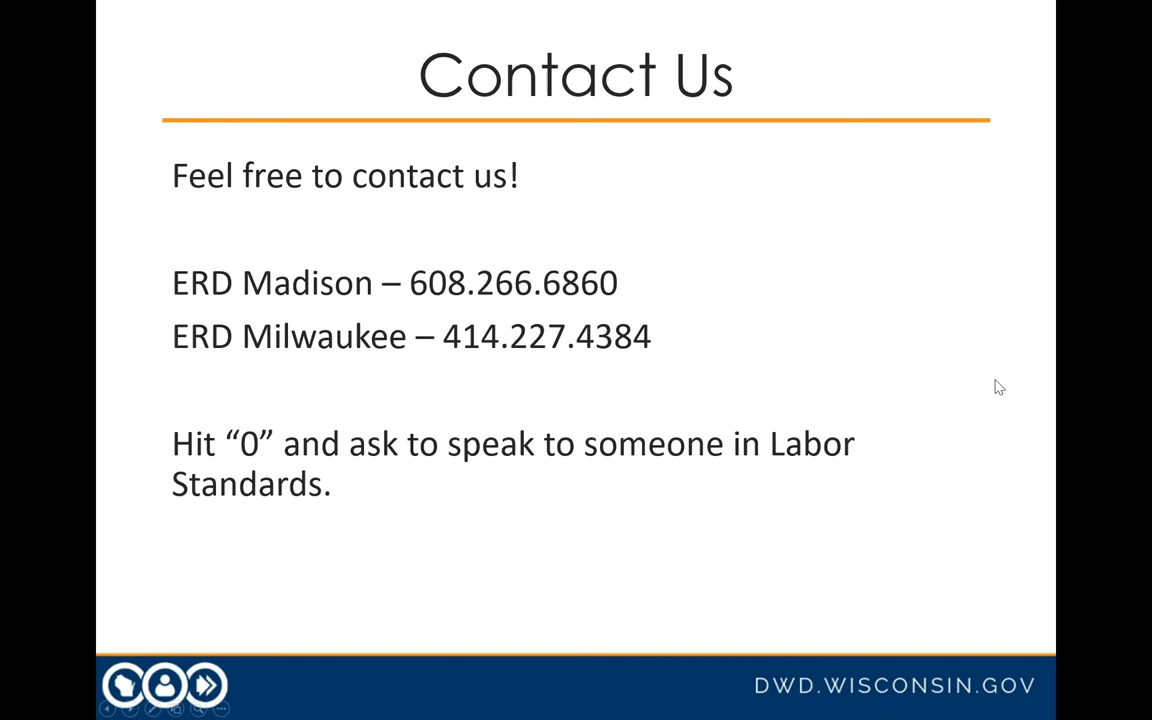 Contact Us
Feel free to contact us!
ERD Madison – 608.266.6860
ERD Milwaukee – 414.227.4384
Hit “0” and ask to speak to someone in Labor
Standards.
DWD.WISCONSIN.GOV